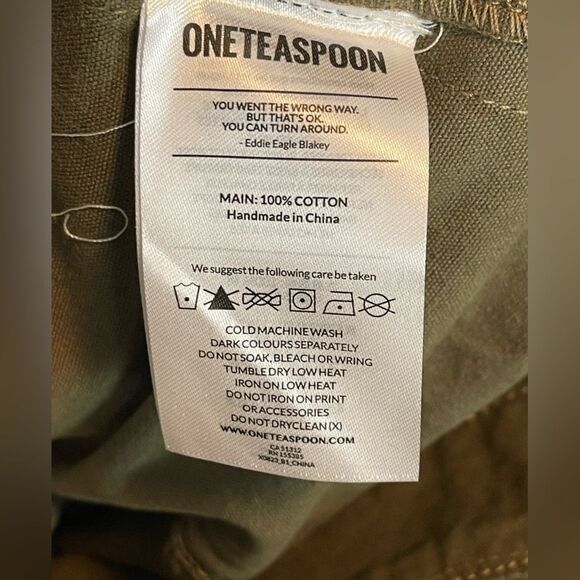 ONETEASPOON
YOU WENT THE WRONG WAY.
BUT THAT'S OK.
YOU CAN TURN AROUND.
- Eddie Eagle Blakey
MAIN: 100% COTTON
Handmade in China
We suggest the following care be taken
COLD MACHINE WASH
DARK COLOURS SEPARATELY
DO NOT SOAK, BLEACH OR WRING
TUMBLE DRY LOW HEAT
IRON ON LOW HEAT
DO NOT IRON ON PRINT
OR ACCESSORIES
DO NOT DRYCLEAN (X)
WWW.ONETEASPOON.COM
CA 51312
RN 155385